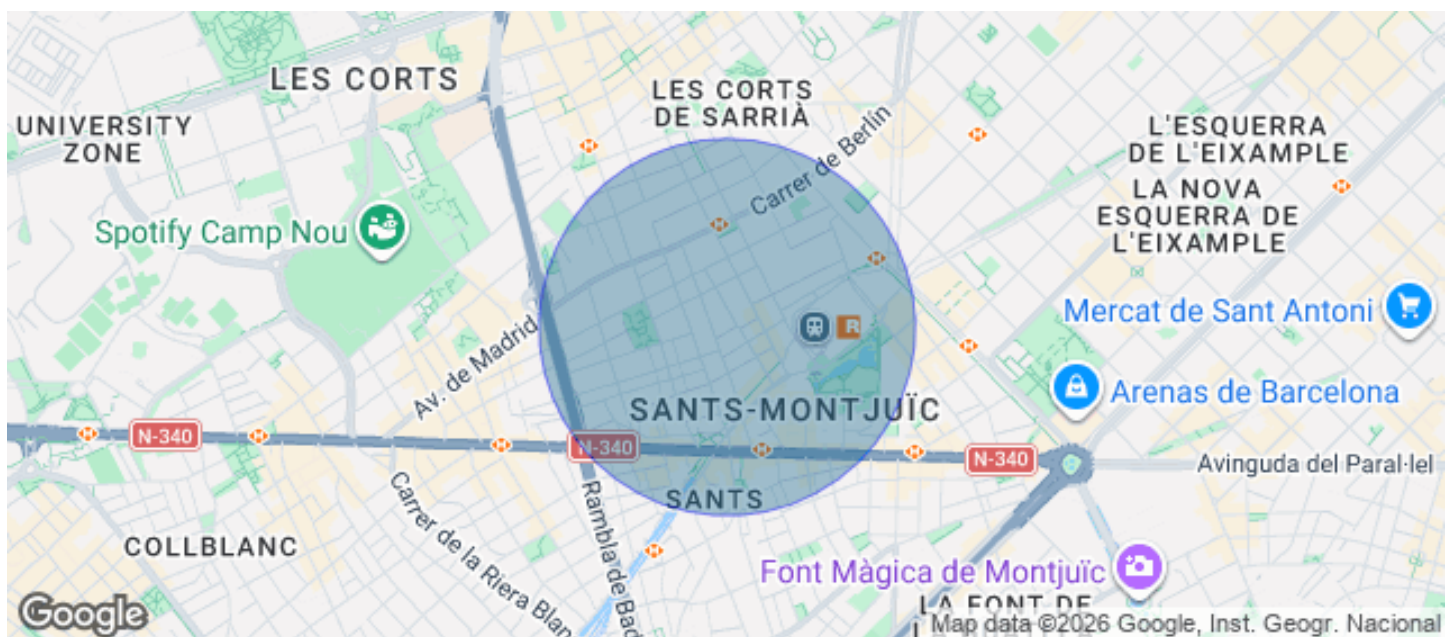 LES CORTS
LES CORTS
DE SARRIÀ
UNIVERSITY
ZONE
Carrer de Berlín
L'ESQUERRA
DE L'EIXAMPLE
LA NOVA
ESQUERRA DE
L'EIXAMPLE
Spotify Camp Nou
Mercat de Sant Antoni
R
Av. de Madrid
Arenas de Barcelona
SANTS-MONTJUÏC
N-340
N-340
N-340
Avinguda del Paral·lel
SANTS
COLLBLANC
Carrer de la Riera Blan
Rambla de Bad
Font Màgica de Montjuïc
LA FONT DE
Google
Map data ©2026 Google, Inst. Geogr. Nacional